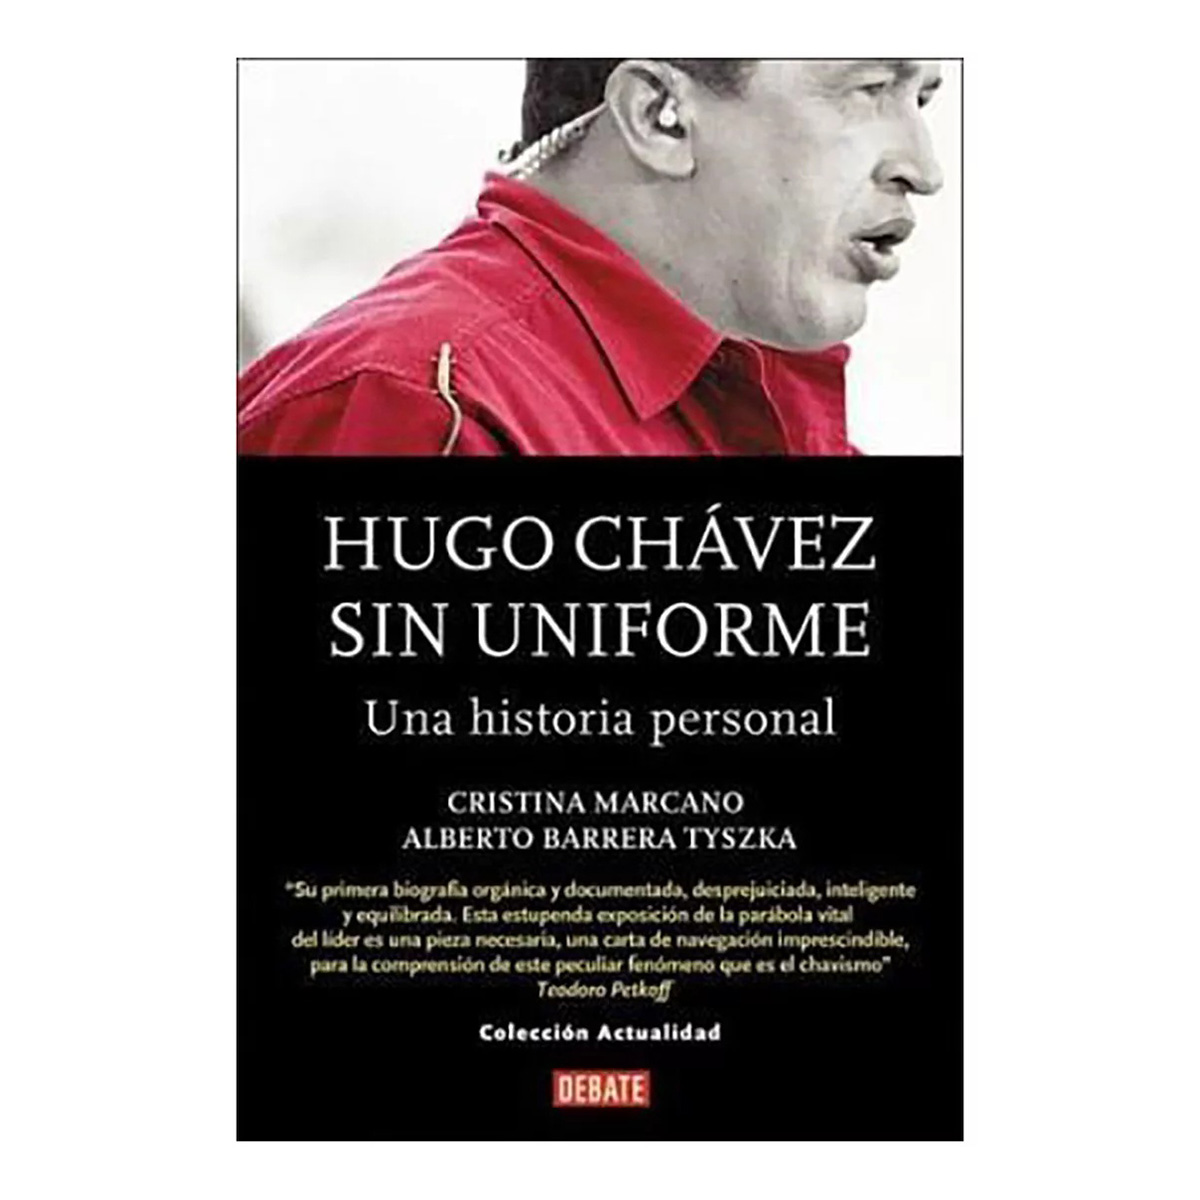 HUGO CHÁVEZ
SIN UNIFORME
Una historia personal
CRISTINA MARCANO
ALBERTO BARRERA TYSZKA
"Su primera biografía orgánica y documentada, desprejuiciada, inteligente
y equilibrada. Esta estupenda exposición de la parábola vital
del líder es una pieza necesaria, una carta de navegación imprescindible,
para la comprensión de este peculiar fenómeno que es el chavismo"
Teodoro Petkoff
Colección Actualidad
DEBATE